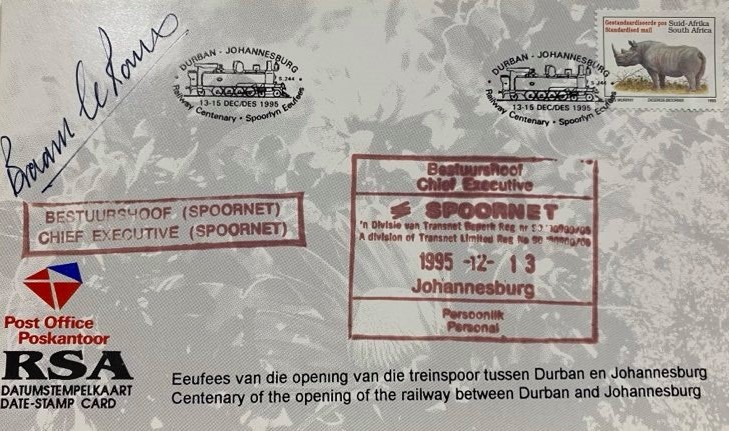 Braam le Roux
DURBAN - JOHANNESBURG
S.244
13-15 DEC/DES 1995
Railway Centenary • Spoorlyn Eeufees
DURBAN - JOHANNESBURG
S.244
13-15 DEC/DES 1995
Railway Centenary • Spoorlyn Eeufees
Gestandaardiseerde pos Suid-Afrika
Standardised mail South Africa
1995
BESTUURSHOOF (SPOORNET)
CHIEF EXECUTIVE (SPOORNET)
Bestuurshoof
Chief Executive
SPOORNET
'n Divisie van Transnet Beperk Reg nr
A division of Transnet Limited Reg No
1995 -12- 13
Johannesburg
Persoonlik
Personal
Post Office
Poskantoor
RSA
DATUMSTEMPELKAART
DATE-STAMP CARD
Eeufees van die opening van die treinspoor tussen Durban en Johannesburg
Centenary of the opening of the railway between Durban and Johannesburg